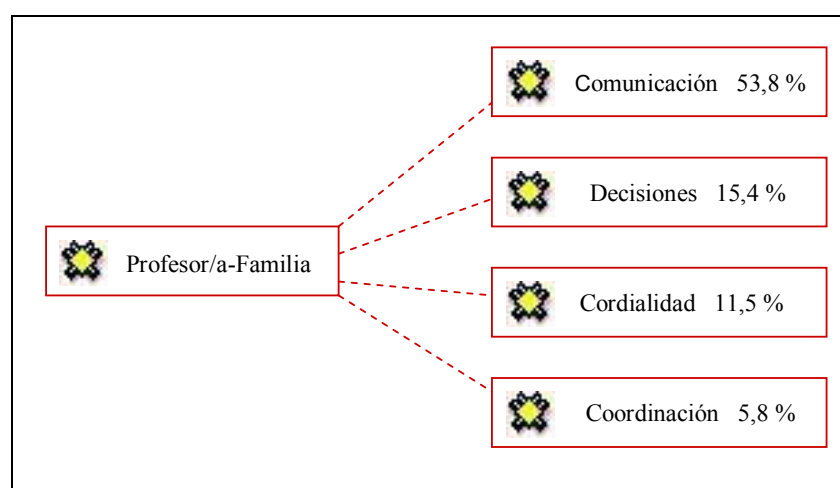 Comunicación 53,8 %
Decisiones 15,4 %
Profesor/a-Familia
Cordialidad 11,5 %
Coordinación 5,8 %